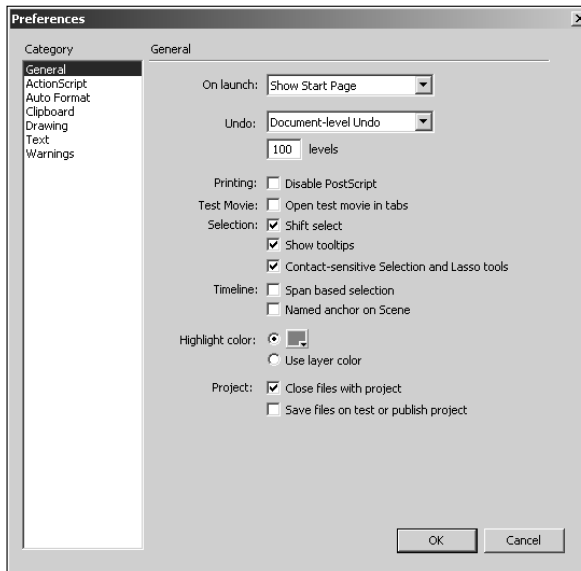 Preferences
Category
General
ActionScript
Auto Format
Clipboard
Drawing
Text
Warnings
General
On launch: Show Start Page
Undo: Document-level Undo
100 levels
Printing: Disable PostScript
Test Movie: Open test movie in tabs
Selection: Shift select
Show tooltips
Contact-sensitive Selection and Lasso tools
Timeline: Span based selection
Named anchor on Scene
Highlight color:
Use layer color
Project: Close files with project
Save files on test or publish project
OK Cancel